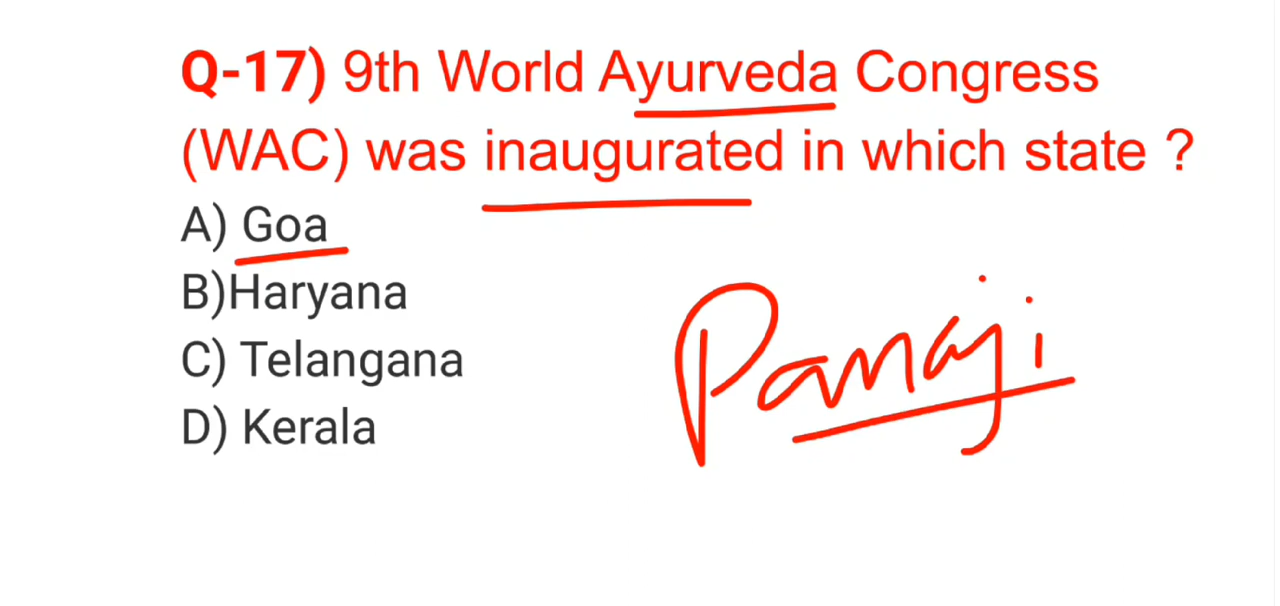 Q-17) 9th World Ayurveda Congress
(WAC) was inaugurated in which state ?
A) Goa
B)Haryana
C) Telangana
D) Kerala
Panaji